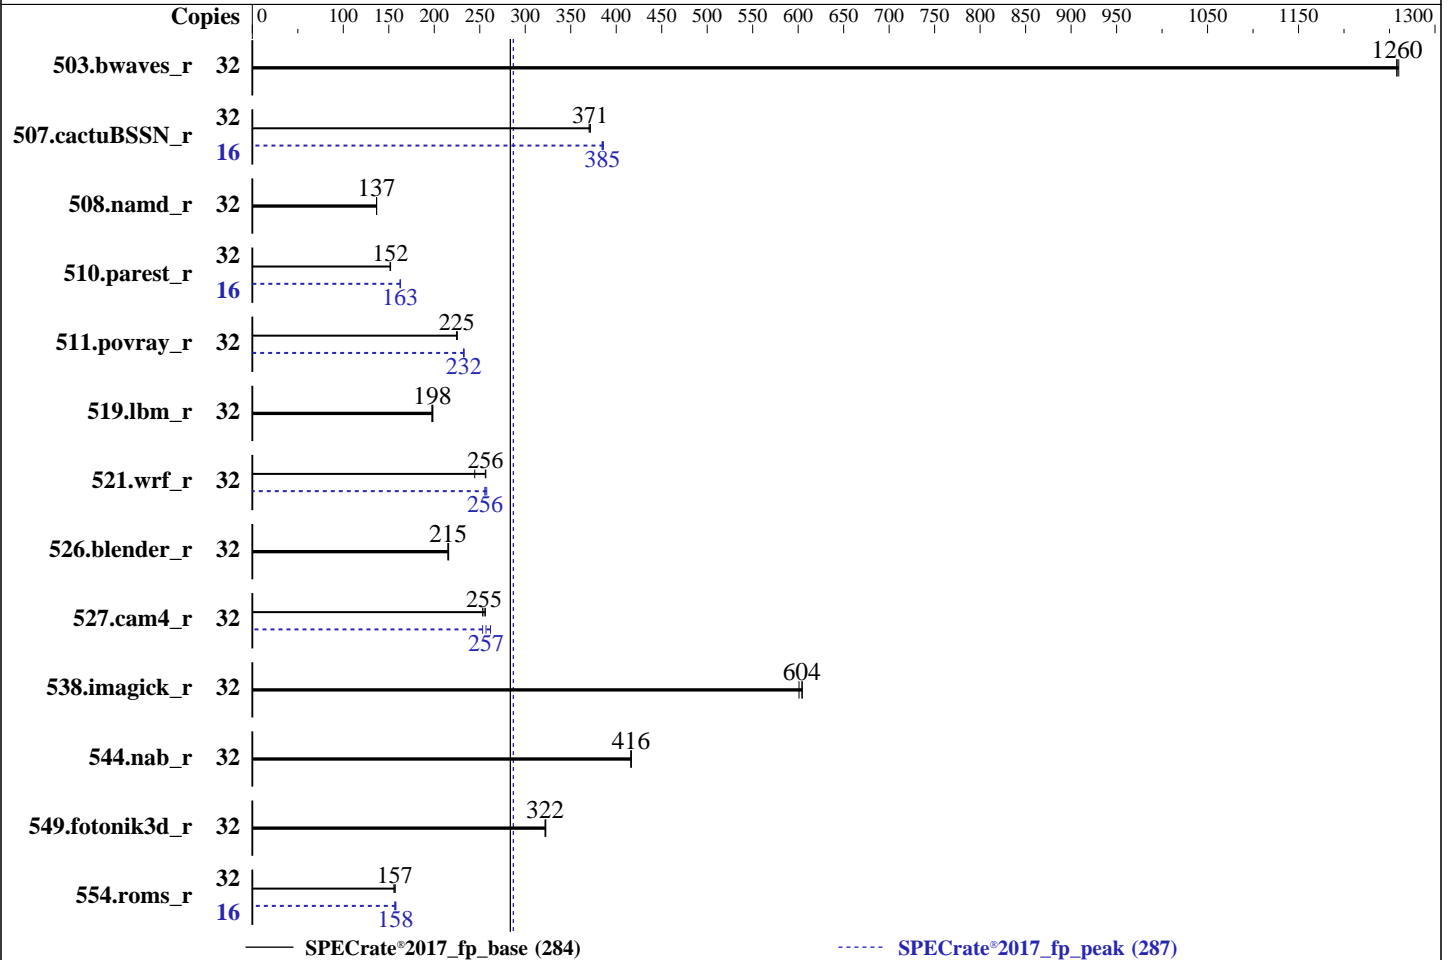 Copies 0 100 150 200 250 300 350 400 450 500 550 600 650 700 750 800 850 900 950 1050 1150 1300
503.bwaves_r 32 1260
507.cactuBSSN_r 32 371
16 385
508.namd_r 32 137
510.parest_r 32 152
16 163
511.povray_r 32 225
232
519.lbm_r 32 198
521.wrf_r 32 256
256
526.blender_r 32 215
527.cam4_r 32 255
257
538.imagick_r 32 604
544.nab_r 32 416
549.fotonik3d_r 32 322
554.roms_r 32 157
16 158
SPECrate®2017_fp_base (284) SPECrate®2017_fp_peak (287)